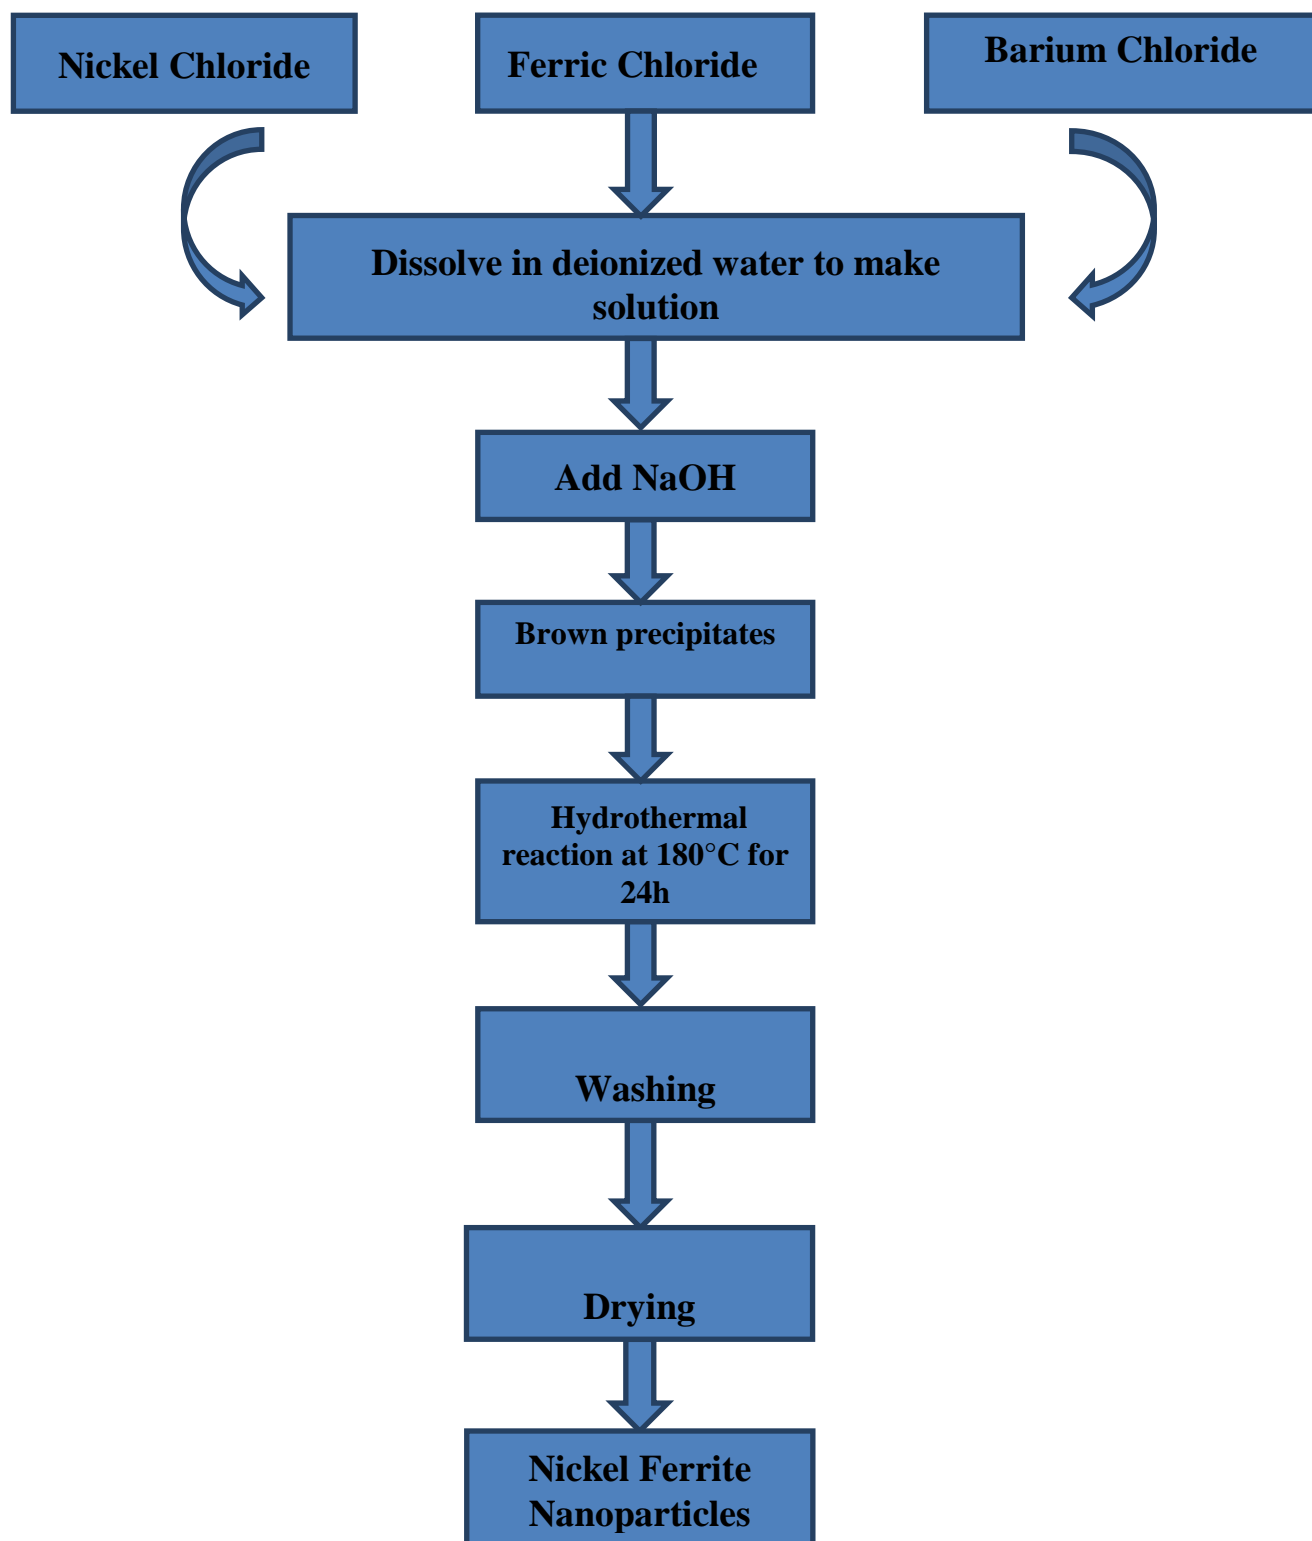 Nickel Chloride
Ferric Chloride
Barium Chloride
Dissolve in deionized water to make
solution
Add NaOH
Brown precipitates
Hydrothermal
reaction at 180°C for
24h
Washing
Drying
Nickel Ferrite
Nanoparticles